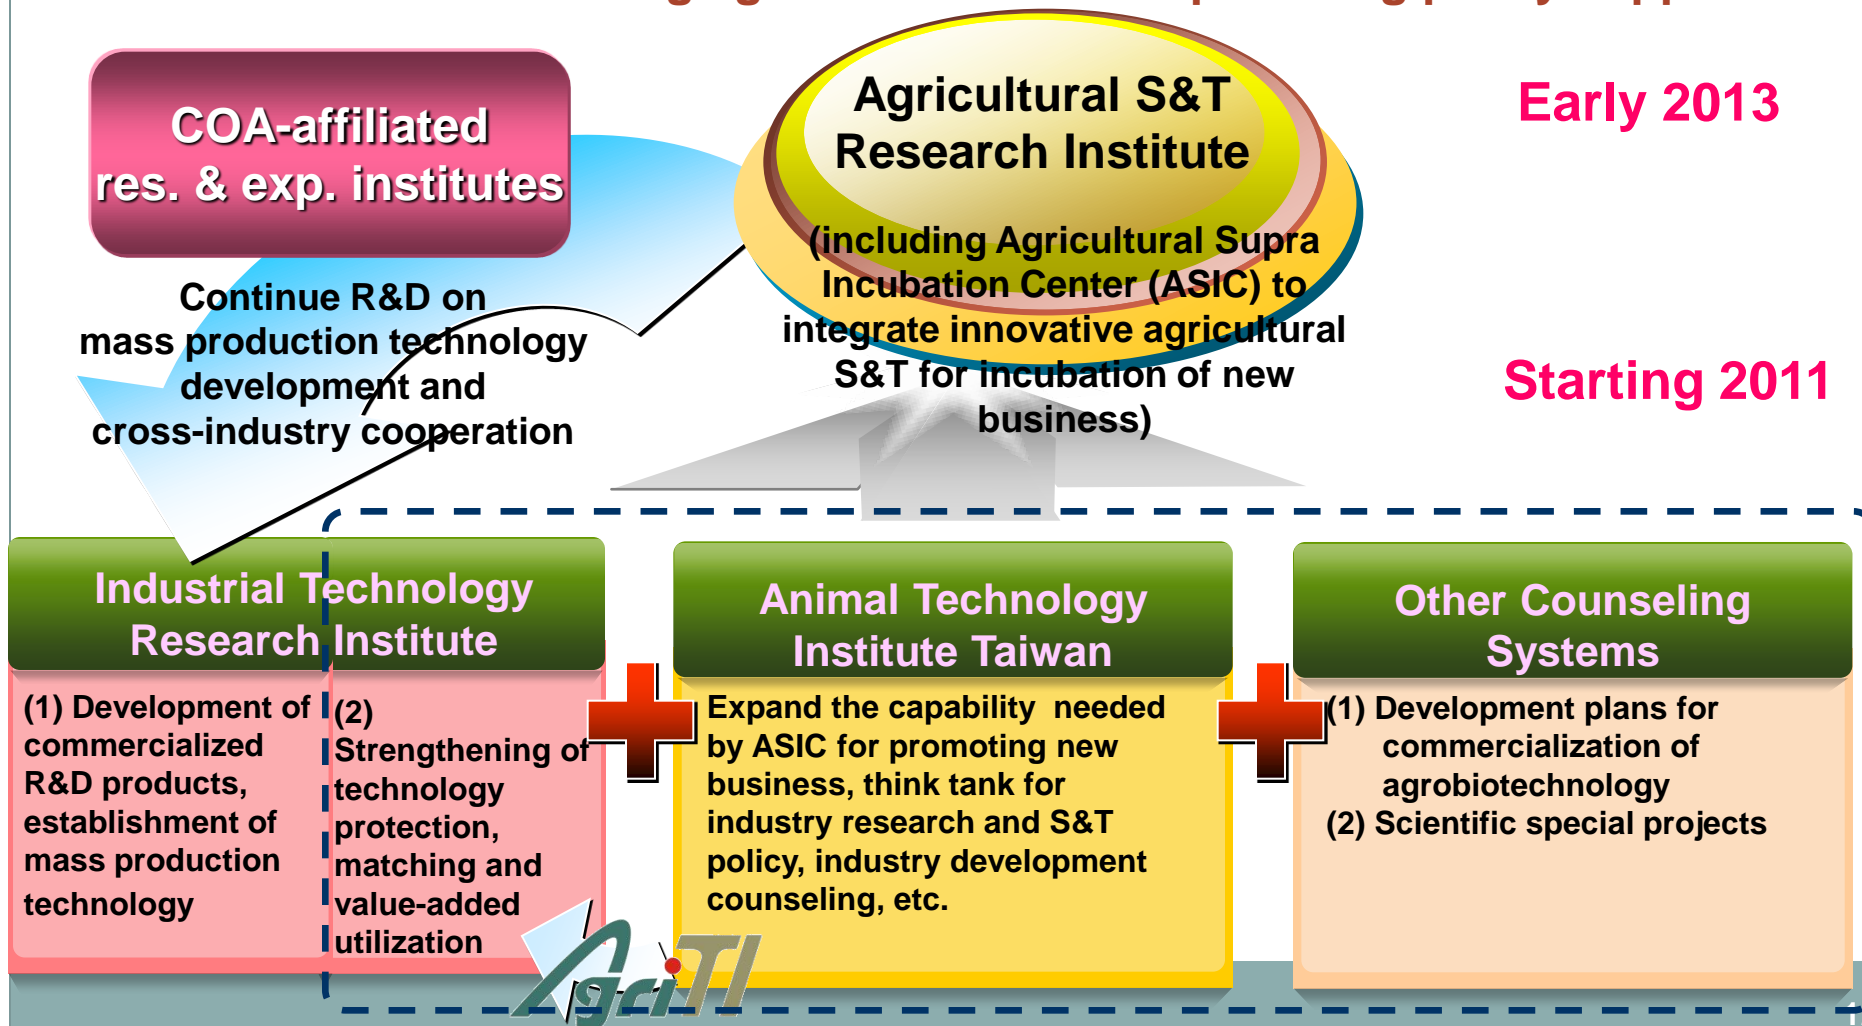 COA-affiliated
res. & exp. institutes
Agricultural S&T
Research Institute
Early 2013
(including Agricultural Supra
Incubation Center (ASIC) to
integrate innovative agricultural
S&T for incubation of new
business)
Continue R&D on
mass production technology
development and
cross-industry cooperation
Starting 2011
Industrial Technology
Research Institute
(1) Development of
commercialized
R&D products,
establishment of
mass production
technology
(2)
Strengthening of
technology
protection,
matching and
value-added
utilization
Animal Technology
Institute Taiwan
Expand the capability needed
by ASIC for promoting new
business, think tank for
industry research and S&T
policy, industry development
counseling, etc.
Other Counseling
Systems
(1) Development plans for
commercialization of
agrobiotechnology
(2) Scientific special projects
AgriTI